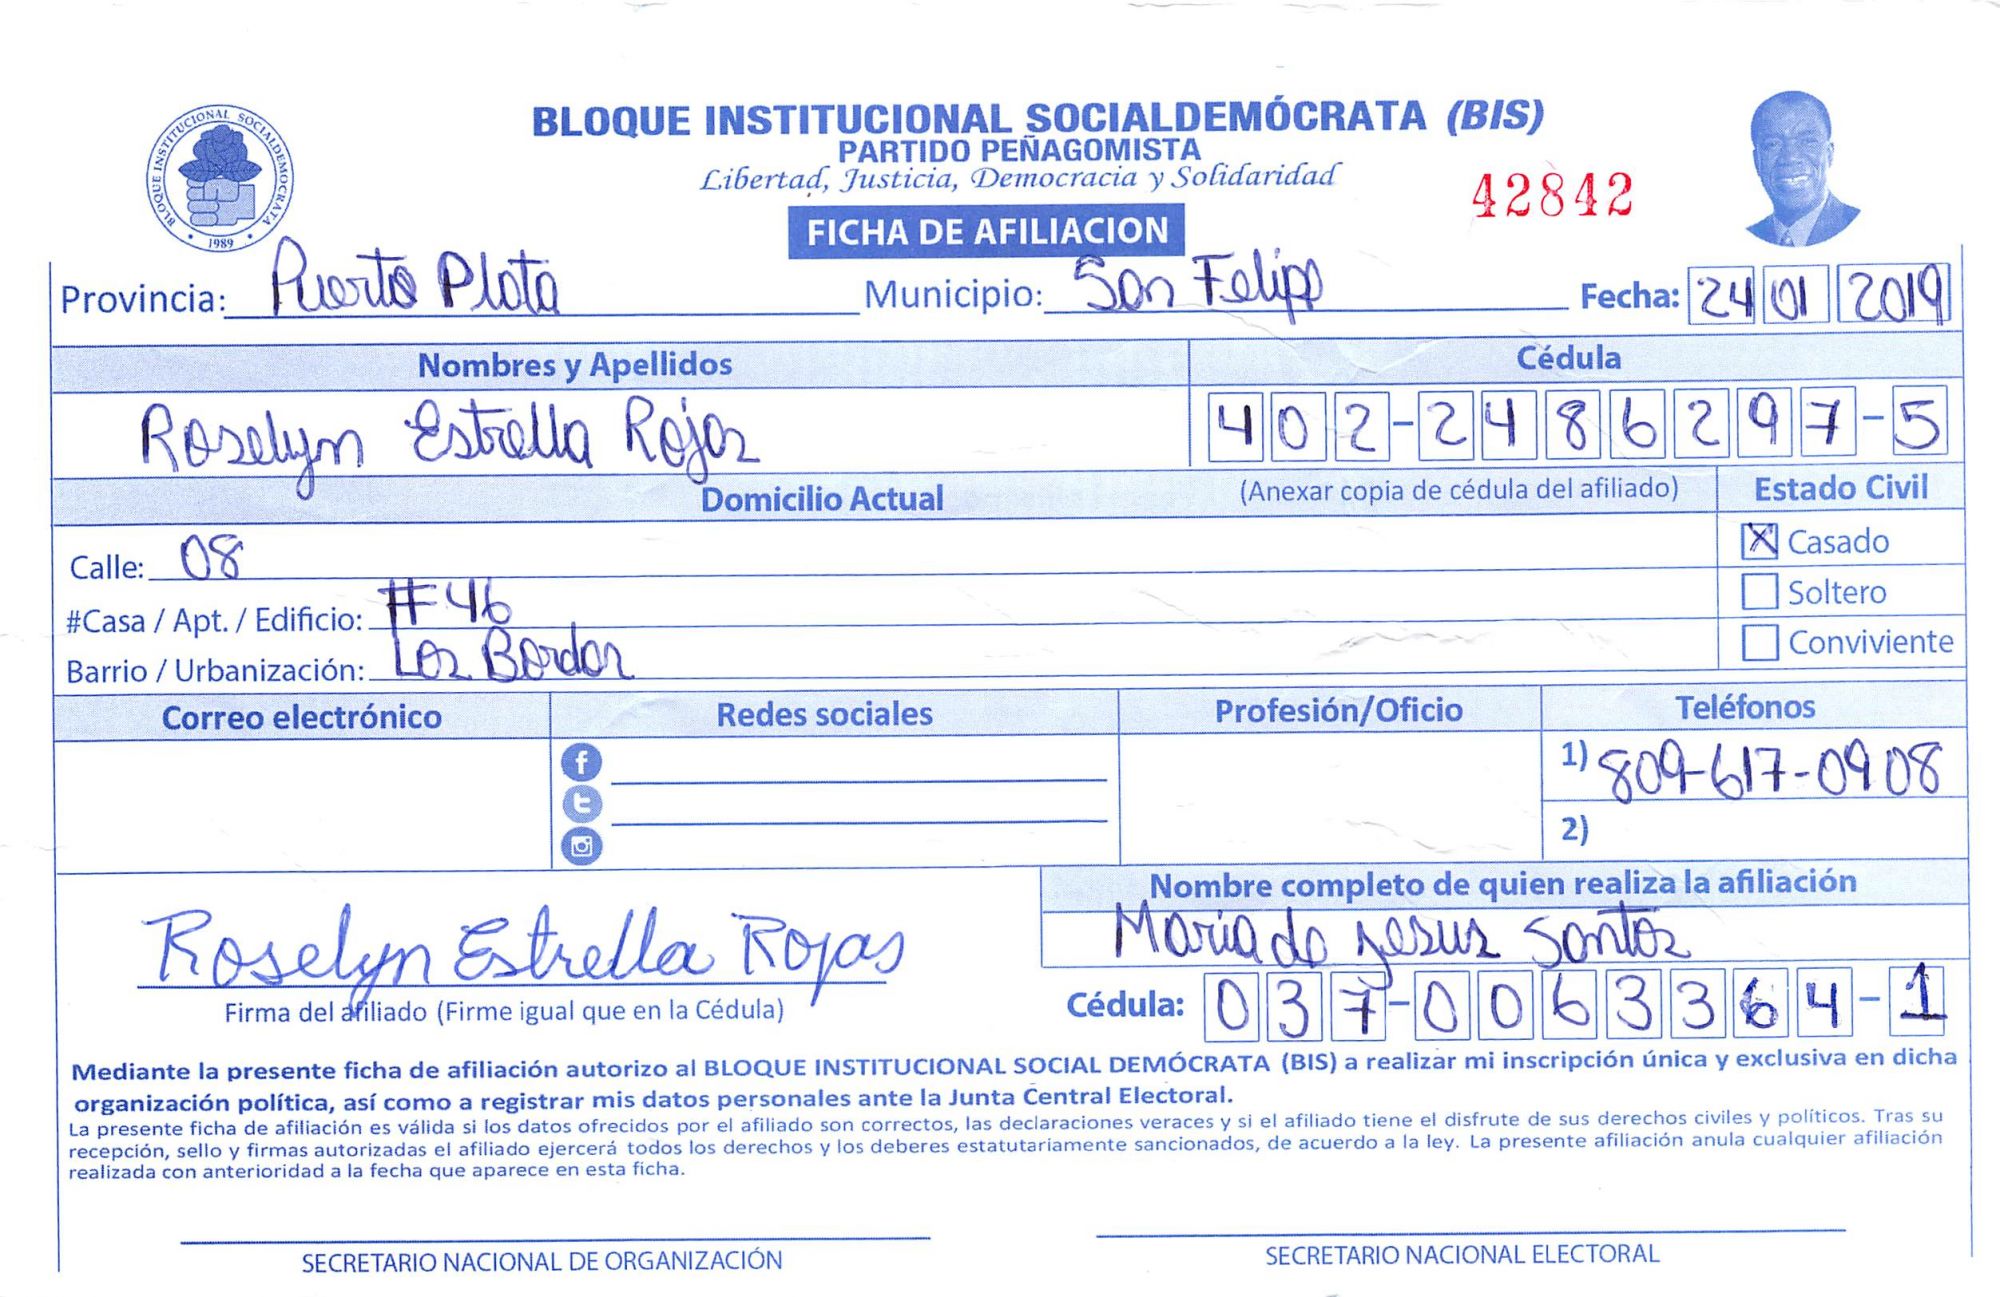 BLOQUE INSTITUCIONAL SOCIALDEMÓCRATA (BIS)
BLOQUE INSTITUCIONAL SOCIALDEMOCRATA
1989
PARTIDO PEÑAGOMISTA
Libertad, Justicia, Democracia y Solidaridad
42842
FICHA DE AFILIACION
Provincia: Puerto Plata Municipio: San Felipe Fecha: 24 01 2019
Nombres y Apellidos Cédula
Roselyn Estrella Rojas 402-2486297-5
Domicilio Actual (Anexar copia de cédula del afiliado) Estado Civil
Calle: 08 X Casado
#Casa / Apt. / Edificio: #46 Soltero
Barrio / Urbanización: Los Bordas Conviviente
Correo electrónico Redes sociales Profesión/Oficio Teléfonos
1) 809-617-0908
2)
Nombre completo de quien realiza la afiliación
Maria de Jesus Santos
Roselyn Estrella Rojas
Firma del afiliado (Firme igual que en la Cédula) Cédula: 037-0063364-1
Mediante la presente ficha de afiliación autorizo al BLOQUE INSTITUCIONAL SOCIAL DEMÓCRATA (BIS) a realizar mi inscripción única y exclusiva en dicha
organización política, así como a registrar mis datos personales ante la Junta Central Electoral.
La presente ficha de afiliación es válida si los datos ofrecidos por el afiliado son correctos, las declaraciones veraces y si el afiliado tiene el disfrute de sus derechos civiles y políticos. Tras su
recepción, sello y firmas autorizadas el afiliado ejercerá todos los derechos y los deberes estatutariamente sancionados, de acuerdo a la ley. La presente afiliación anula cualquier afiliación
realizada con anterioridad a la fecha que aparece en esta ficha.
SECRETARIO NACIONAL DE ORGANIZACIÓN SECRETARIO NACIONAL ELECTORAL